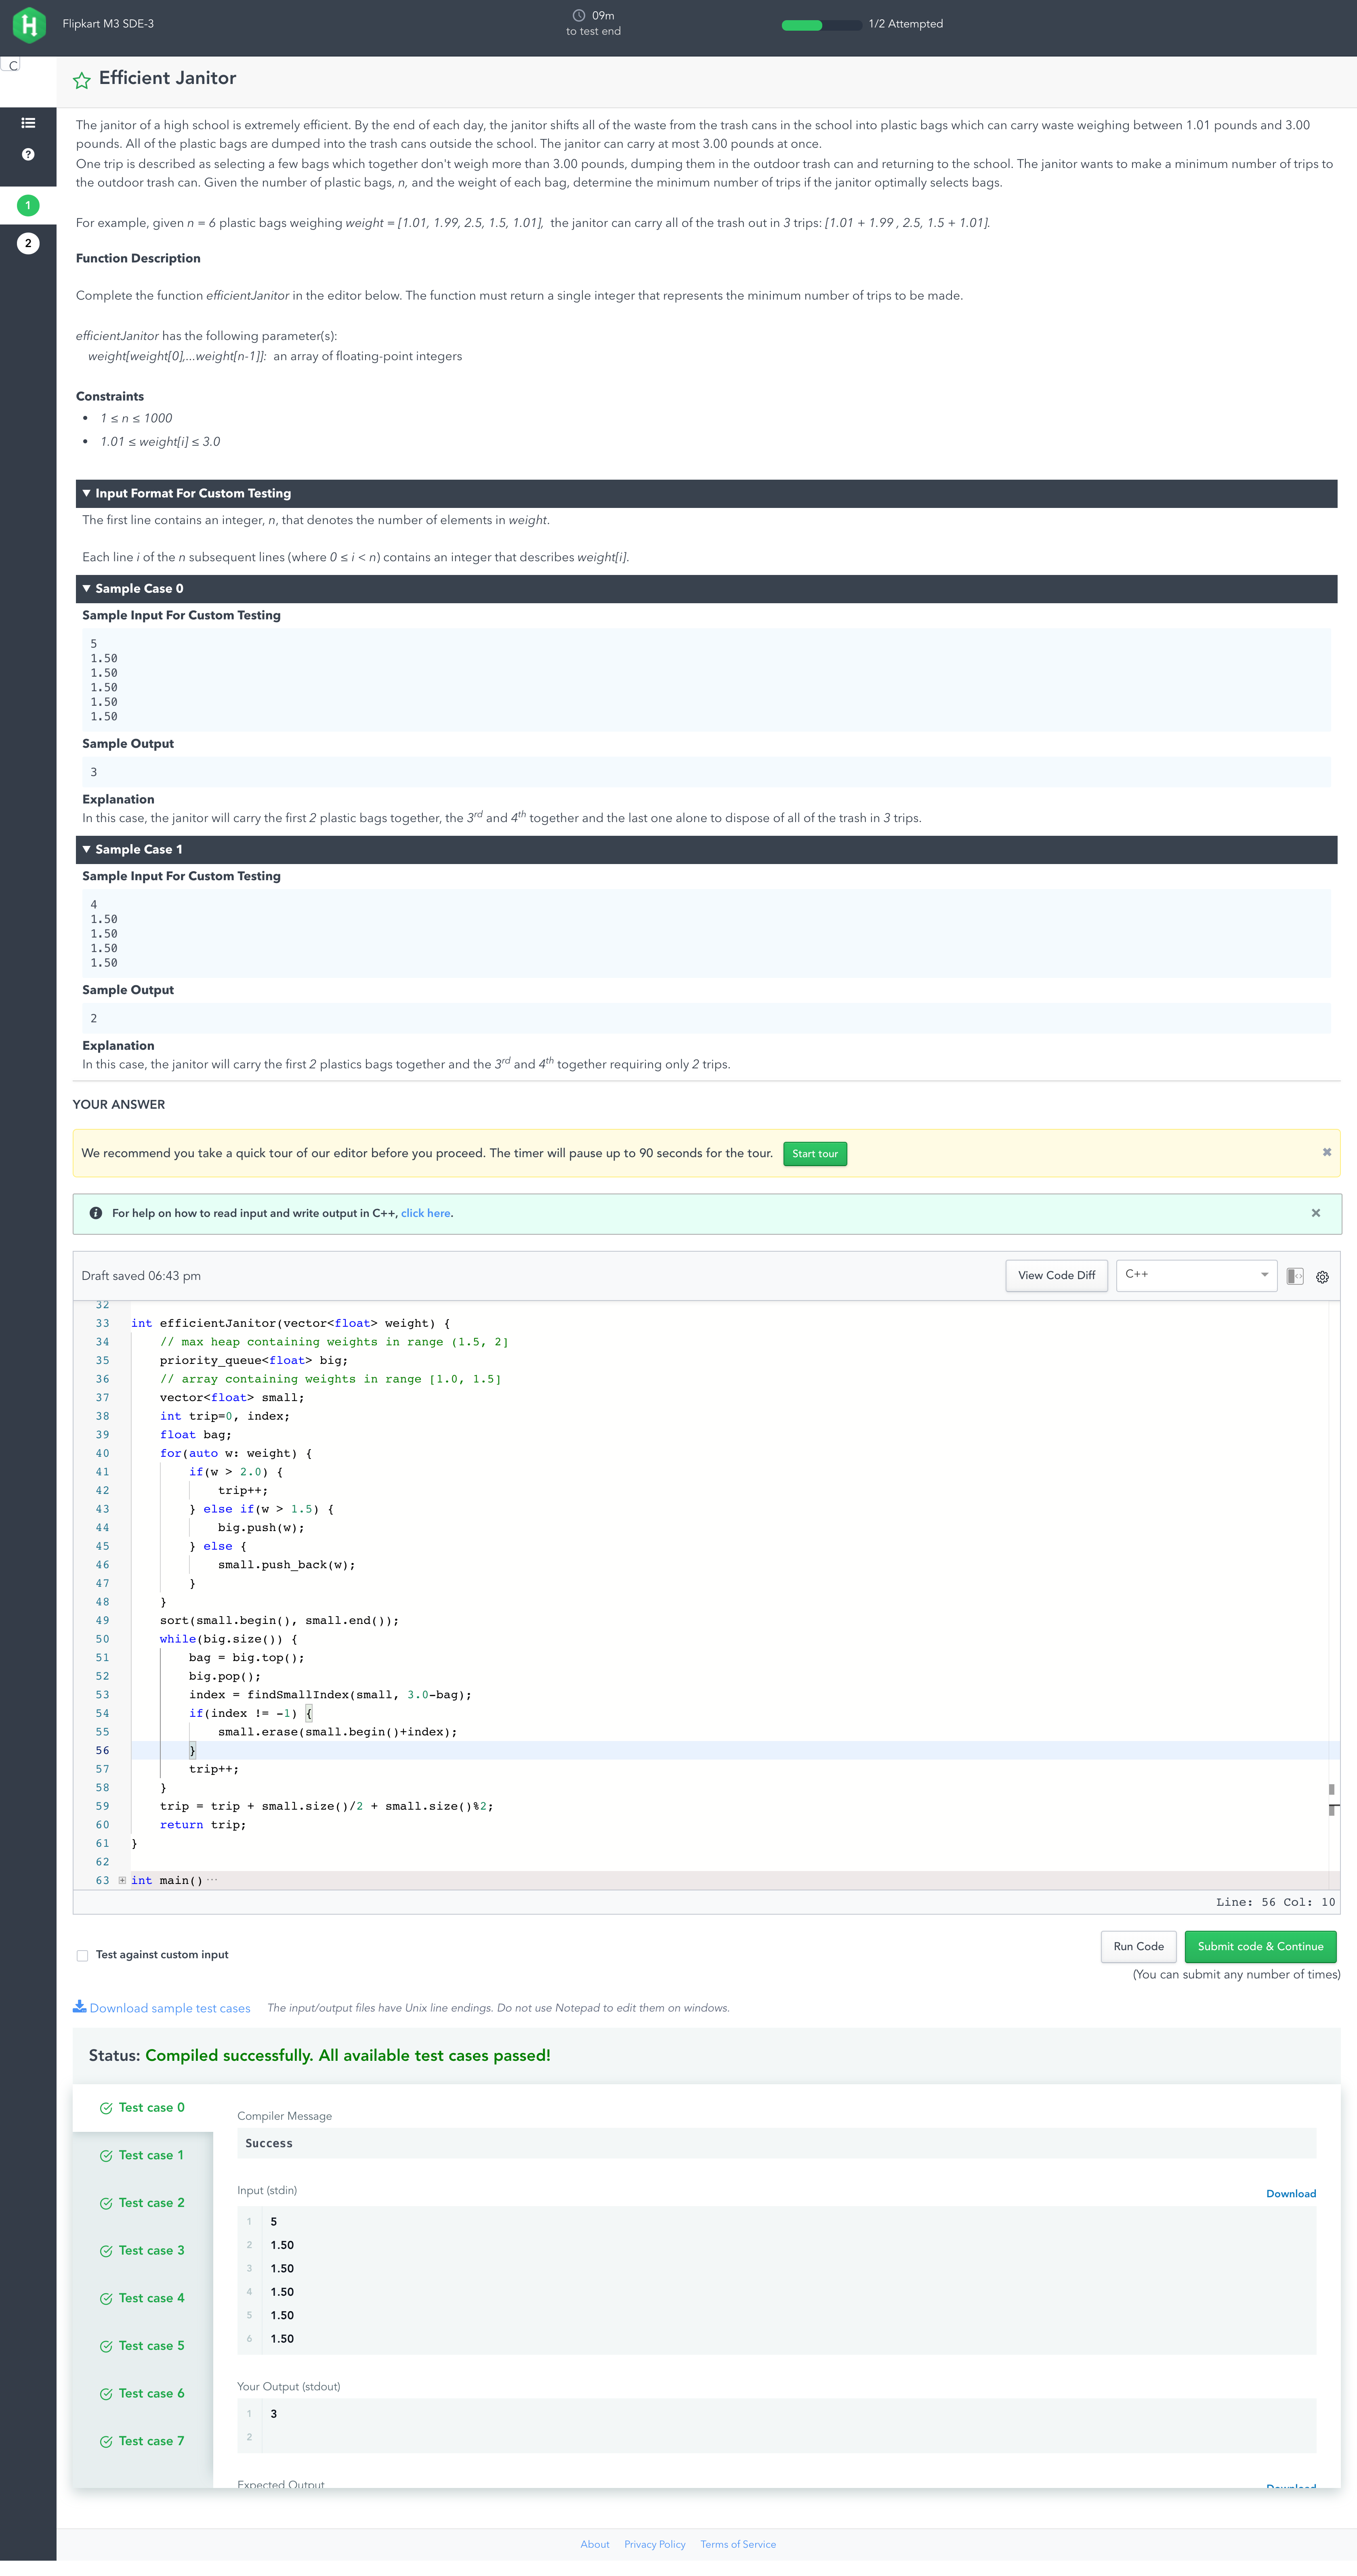 Flipkart M3 SDE-3
09m
to test end
1/2 Attempted
C
Efficient Janitor
The janitor of a high school is extremely efficient. By the end of each day, the janitor shifts all of the waste from the trash cans in the school into plastic bags which can carry waste weighing between 1.01 pounds and 3.00
pounds. All of the plastic bags are dumped into the trash cans outside the school. The janitor can carry at most 3.00 pounds at once.
One trip is described as selecting a few bags which together don't weigh more than 3.00 pounds, dumping them in the outdoor trash can and returning to the school. The janitor wants to make a minimum number of trips to
the outdoor trash can. Given the number of plastic bags, n, and the weight of each bag, determine the minimum number of trips if the janitor optimally selects bags.
1
2
For example, given n = 6 plastic bags weighing weight = [1.01, 1.99, 2.5, 1.5, 1.01], the janitor can carry all of the trash out in 3 trips: [1.01 + 1.99 , 2.5, 1.5 + 1.01].
Function Description
Complete the function efficientJanitor in the editor below. The function must return a single integer that represents the minimum number of trips to be made.
efficientJanitor has the following parameter(s):
weight[weight[0],...weight[n-1]]: an array of floating-point integers
Constraints
• 1 ≤ n ≤ 1000
• 1.01 ≤ weight[i] ≤ 3.0
▼ Input Format For Custom Testing
The first line contains an integer, n, that denotes the number of elements in weight.
Each line i of the n subsequent lines (where 0 ≤ i < n) contains an integer that describes weight[i].
▼ Sample Case 0
Sample Input For Custom Testing
5
1.50
1.50
1.50
1.50
1.50
Sample Output
3
Explanation
In this case, the janitor will carry the first 2 plastic bags together, the 3rd and 4th together and the last one alone to dispose of all of the trash in 3 trips.
▼ Sample Case 1
Sample Input For Custom Testing
4
1.50
1.50
1.50
1.50
Sample Output
2
Explanation
In this case, the janitor will carry the first 2 plastics bags together and the 3rd and 4th together requiring only 2 trips.
YOUR ANSWER
We recommend you take a quick tour of our editor before you proceed. The timer will pause up to 90 seconds for the tour. Start tour
For help on how to read input and write output in C++, click here.
Draft saved 06:43 pm View Code Diff C++
32
33 int efficientJanitor(vector<float> weight) {
34 // max heap containing weights in range (1.5, 2]
35 priority_queue<float> big;
36 // array containing weights in range [1.0, 1.5]
37 vector<float> small;
38 int trip=0, index;
39 float bag;
40 for(auto w: weight) {
41 if(w > 2.0) {
42 trip++;
43 } else if(w > 1.5) {
44 big.push(w);
45 } else {
46 small.push_back(w);
47 }
48 }
49 sort(small.begin(), small.end());
50 while(big.size()) {
51 bag = big.top();
52 big.pop();
53 index = findSmallIndex(small, 3.0-bag);
54 if(index != -1) {
55 small.erase(small.begin()+index);
56 }
57 trip++;
58 }
59 trip = trip + small.size()/2 + small.size()%2;
60 return trip;
61 }
62
63 int main() ···
Line: 56 Col: 10
Test against custom input
Run Code Submit code & Continue
(You can submit any number of times)
Download sample test cases The input/output files have Unix line endings. Do not use Notepad to edit them on windows.
Status: Compiled successfully. All available test cases passed!
Test case 0
Test case 1
Test case 2
Test case 3
Test case 4
Test case 5
Test case 6
Test case 7
Compiler Message
Success
Input (stdin) Download
1 5
2 1.50
3 1.50
4 1.50
5 1.50
6 1.50
Your Output (stdout)
1 3
2
Expected Output Download
About Privacy Policy Terms of Service